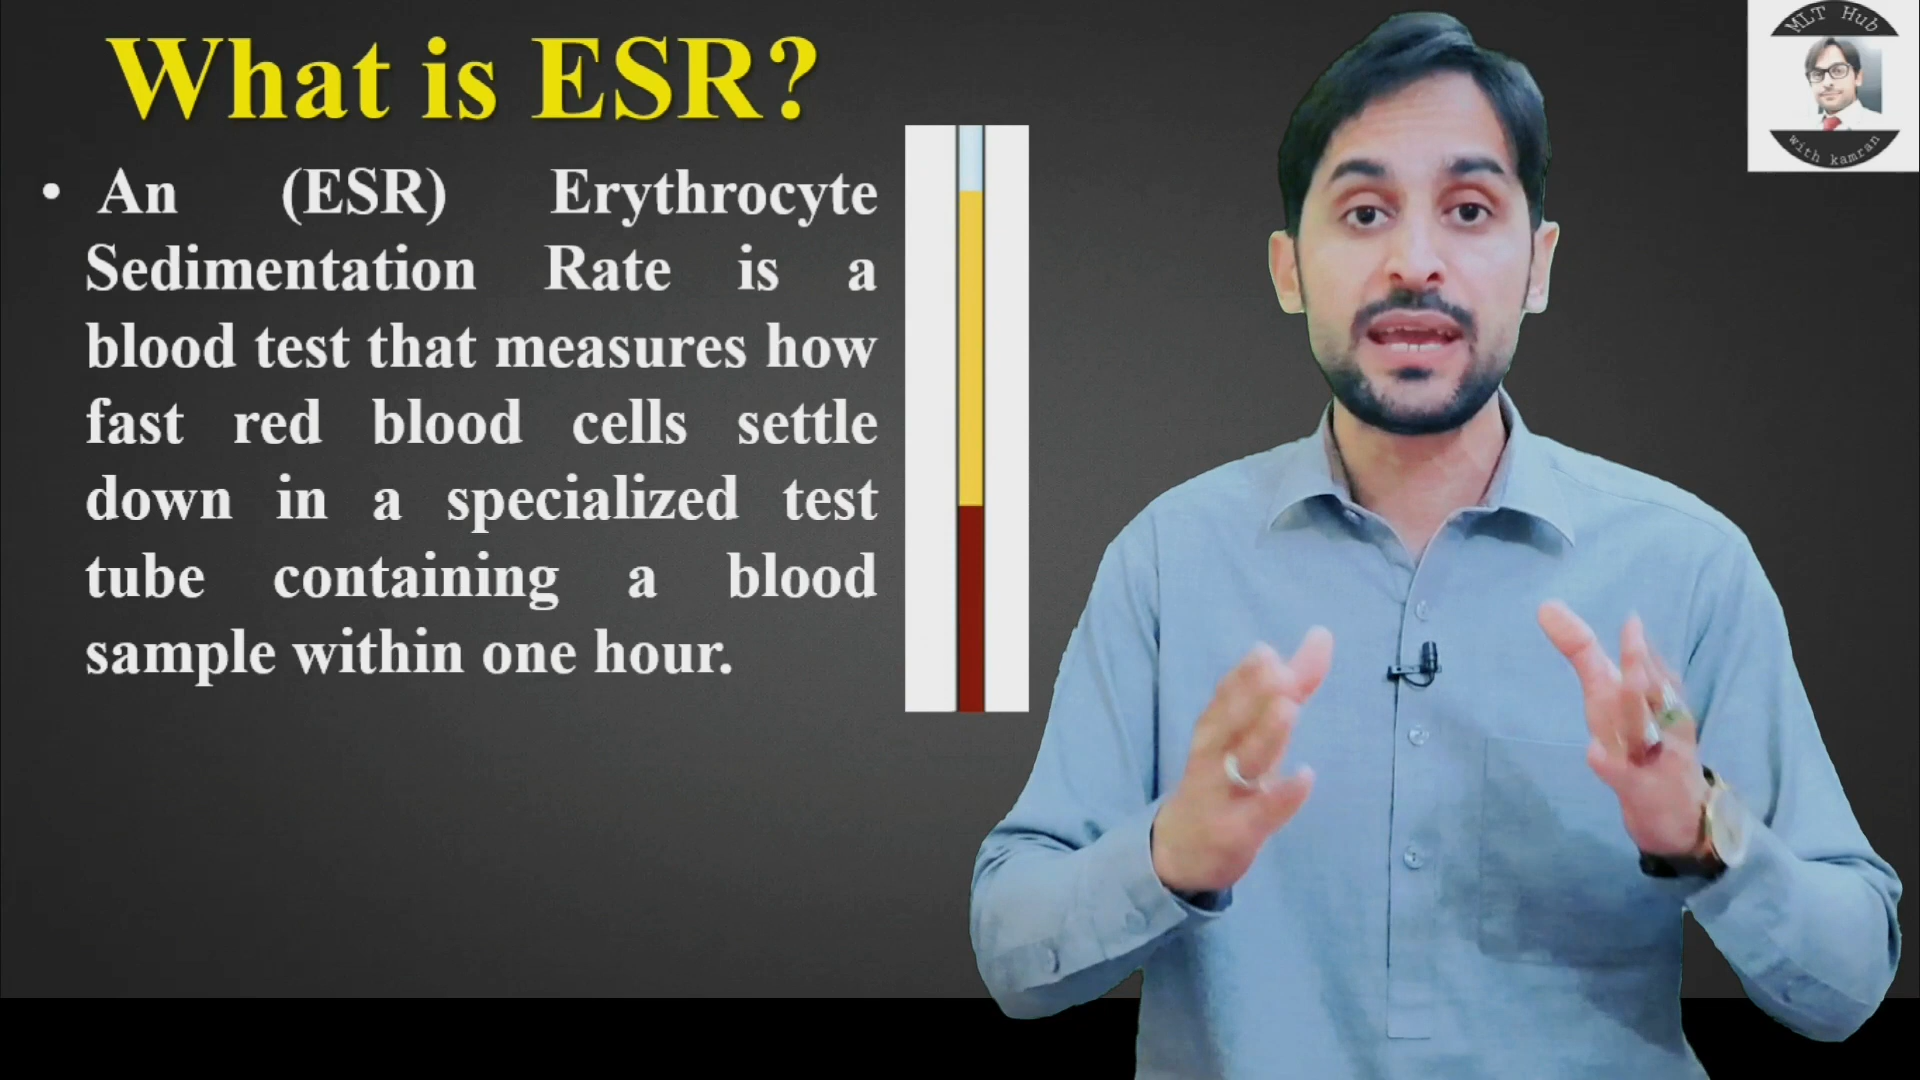 What is ESR?
• An (ESR) Erythrocyte
Sedimentation Rate is a
blood test that measures how
fast red blood cells settle
down in a specialized test
tube containing a blood
sample within one hour.
MLT Hub
with kamran